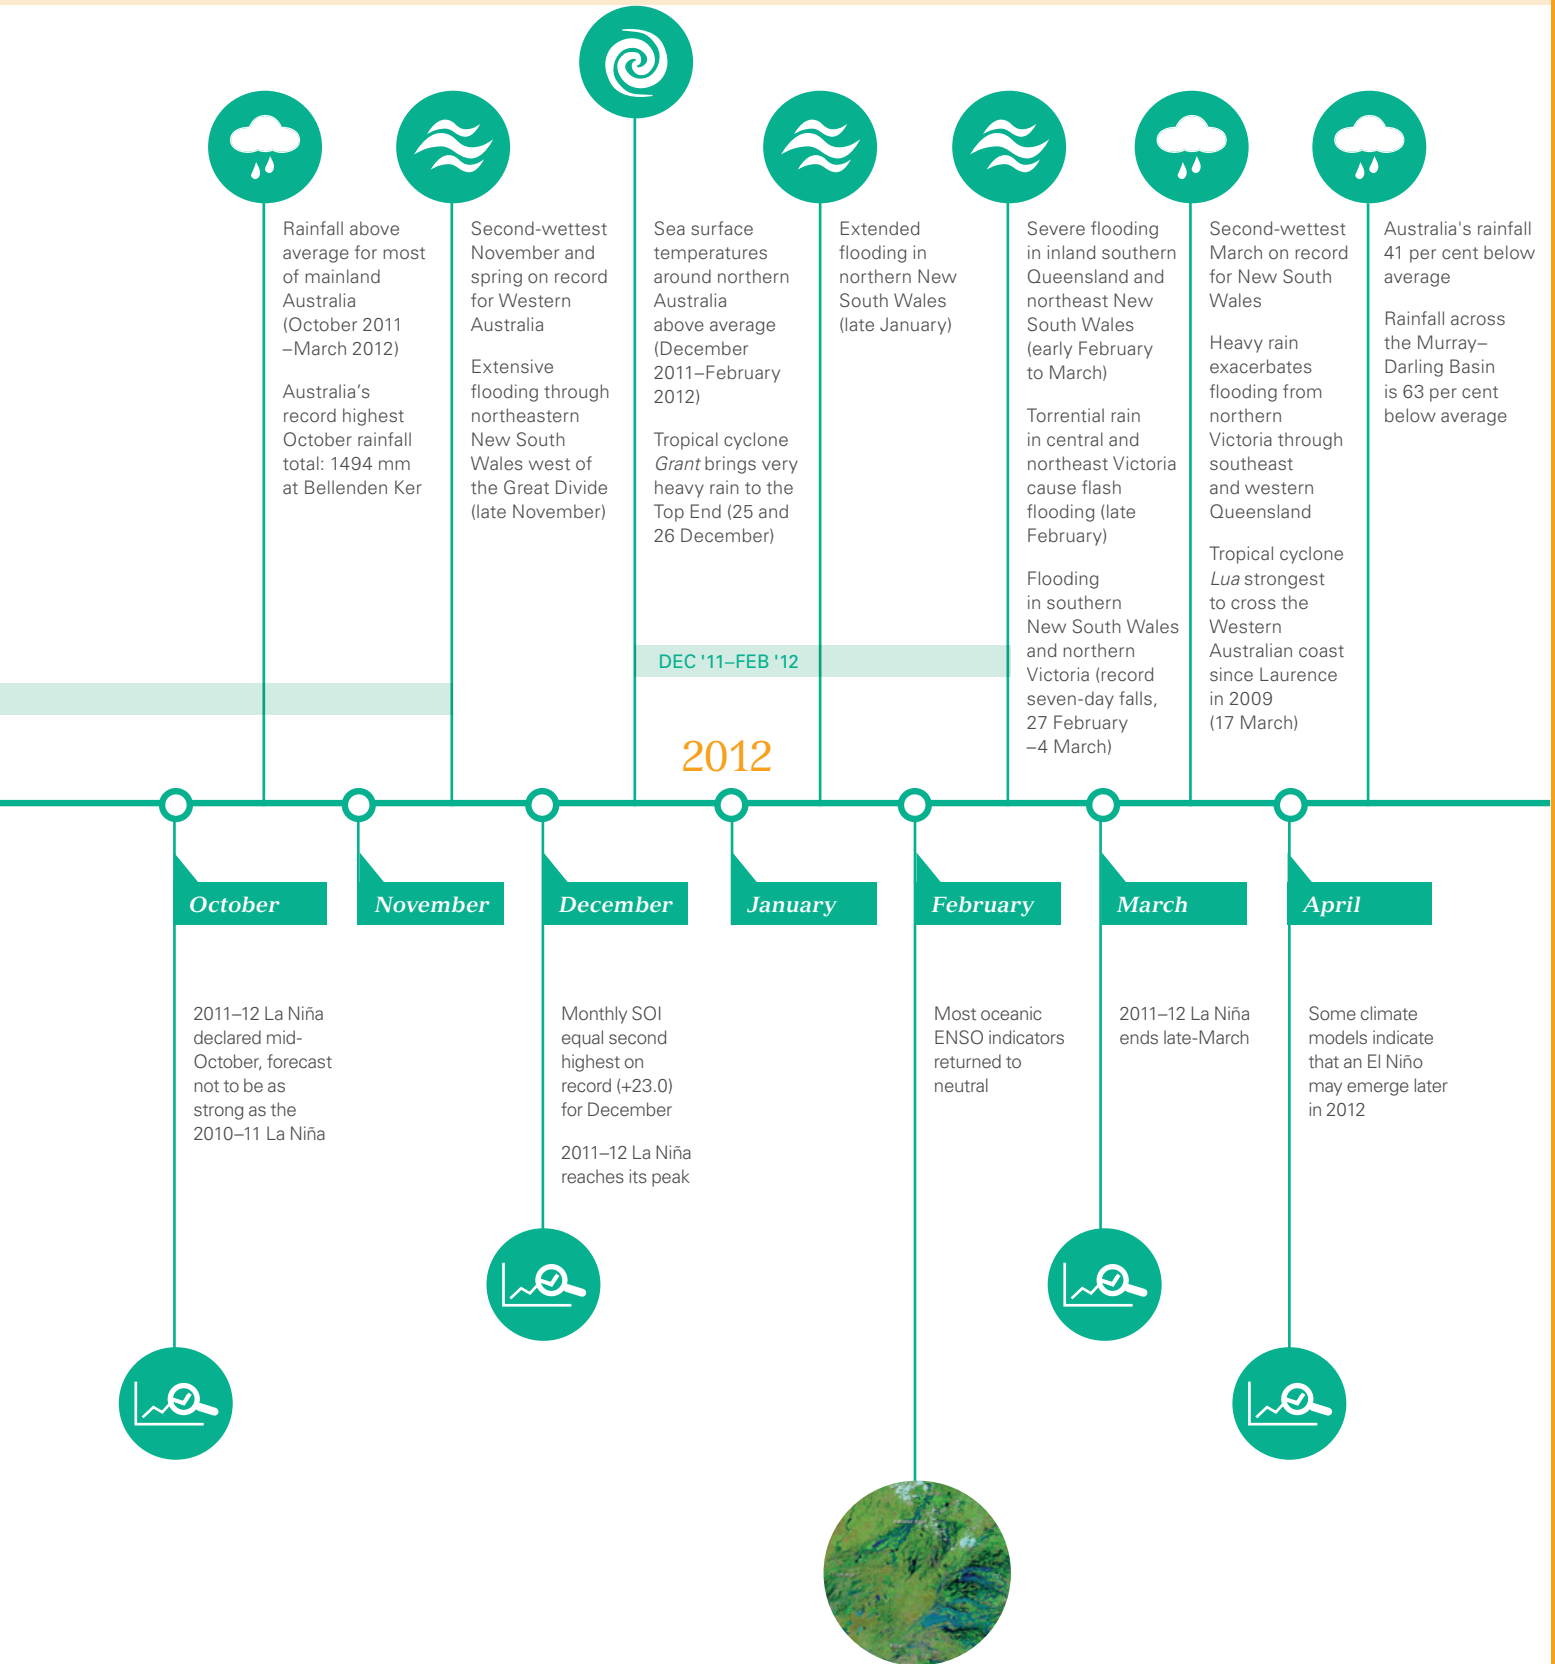 Rainfall above
average for most
of mainland
Australia
(October 2011
–March 2012)
Australia’s
record highest
October rainfall
total: 1494 mm
at Bellenden Ker
Second-wettest
November and
spring on record
for Western
Australia
Extensive
flooding through
northeastern
New South
Wales west of
the Great Divide
(late November)
Sea surface
temperatures
around northern
Australia
above average
(December
2011–February
2012)
Tropical cyclone
Grant brings very
heavy rain to the
Top End (25 and
26 December)
Extended
flooding in
northern New
South Wales
(late January)
Severe flooding
in inland southern
Queensland and
northeast New
South Wales
(early February
to March)
Torrential rain
in central and
northeast Victoria
cause flash
flooding (late
February)
Flooding
in southern
New South Wales
and northern
Victoria (record
seven-day falls,
27 February
–4 March)
Second-wettest
March on record
for New South
Wales
Heavy rain
exacerbates
flooding from
northern
Victoria through
southeast
and western
Queensland
Tropical cyclone
Lua strongest
to cross the
Western
Australian coast
since Laurence
in 2009
(17 March)
Australia's rainfall
41 per cent below
average
Rainfall across
the Murray–
Darling Basin
is 63 per cent
below average
DEC '11–FEB '12
2012
October
November
December
January
February
March
April
2011–12 La Niña
declared mid-
October, forecast
not to be as
strong as the
2010–11 La Niña
Monthly SOI
equal second
highest on
record (+23.0)
for December
2011–12 La Niña
reaches its peak
Most oceanic
ENSO indicators
returned to
neutral
2011–12 La Niña
ends late-March
Some climate
models indicate
that an El Niño
may emerge later
in 2012